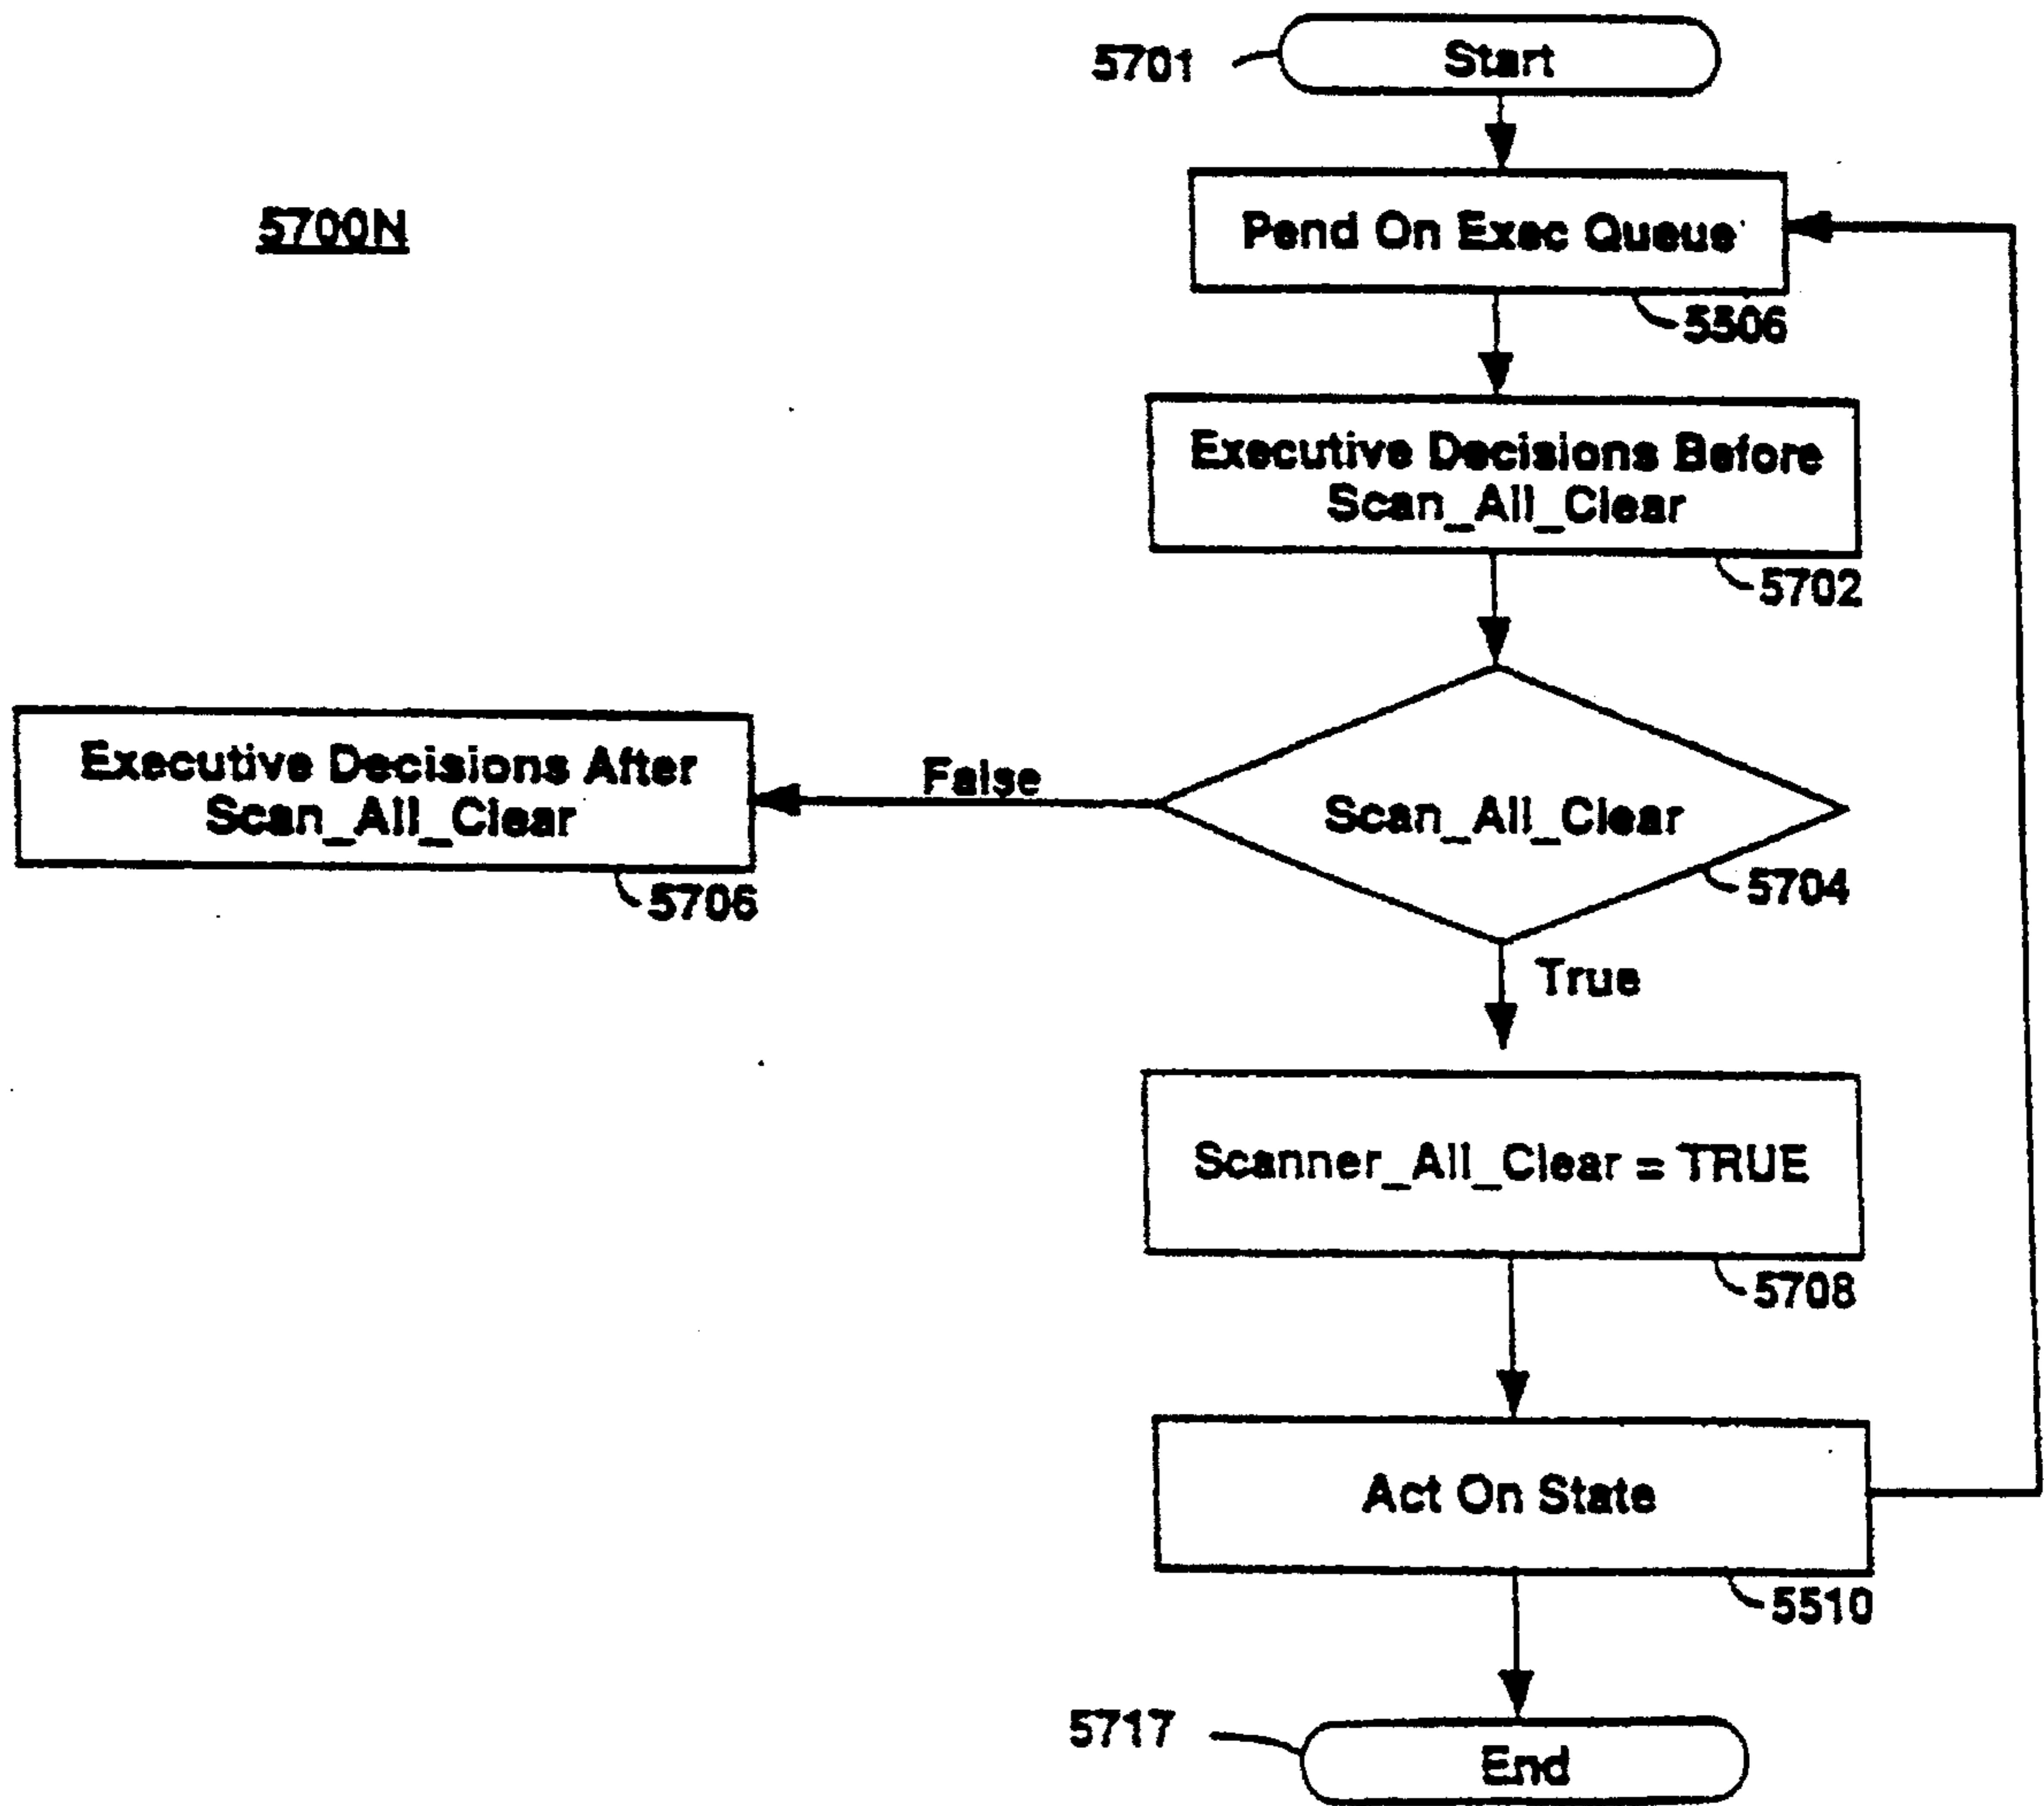 5701
Start
5700N
Pend On Exec Queue
5506
Executive Decisions Before
Scan_All_Clear
5702
Executive Decisions After
Scan_All_Clear
5706
False
Scan_All_Clear
5704
True
Scanner_All_Clear = TRUE
5708
Act On State
5510
5717
End